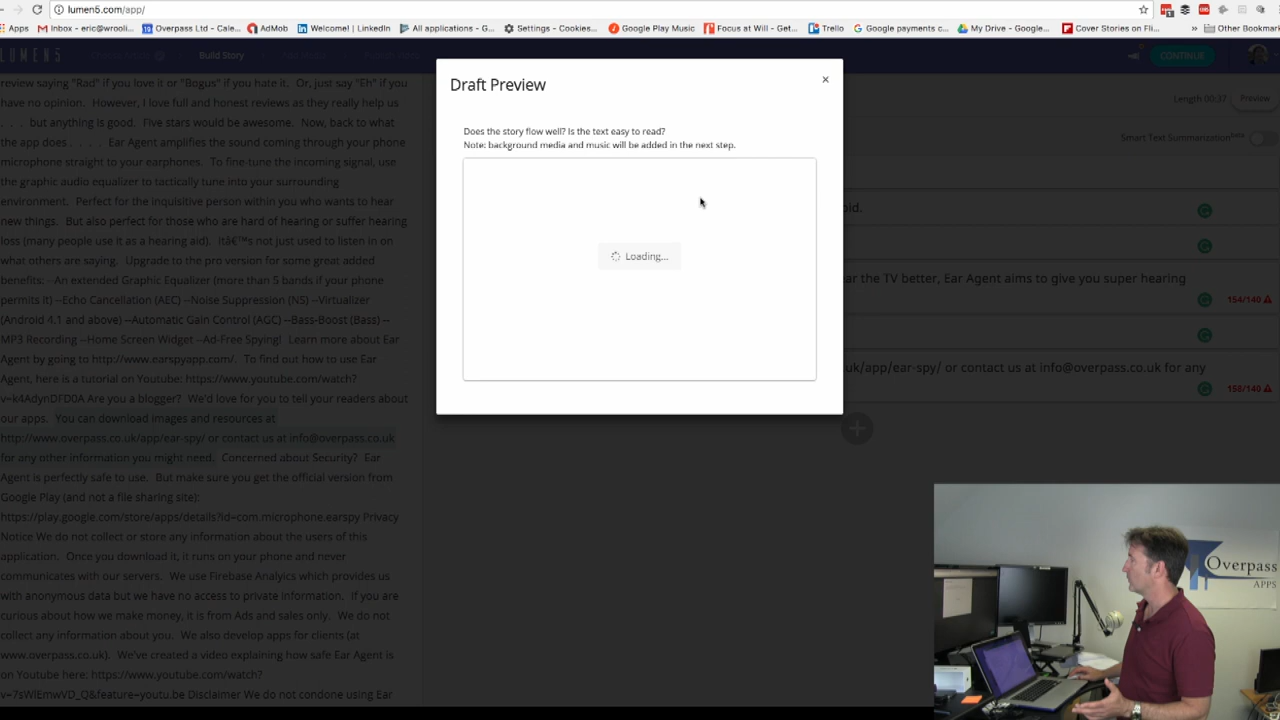 lumen5.com/app/
Apps
Inbox - ericw@wrooli...
Overpass Ltd - Cale...
AdMob
Welcome! | LinkedIn
All applications - G...
Settings - Cookies...
Google Play Music
Focus at Will - Get...
Trello
Google payments c...
My Drive - Google...
Cover Stories on Fli...
»
Other Bookmar
LUMEN5
Build Story
CONTINUE
review saying "Rad" if you love it or "Bogus" if you hate it. Or, just say "Eh" if you
have no opinion. However, I love full and honest reviews as they really help us
. . . but anything is good. Five stars would be awesome. Now, back to what
the app does . . . . Ear Agent amplifies the sound coming through your phone
microphone straight to your earphones. To fine-tune the incoming signal, use
the graphic audio equalizer to tactically tune into your surrounding
environment. Perfect for the inquisitive person within you who wants to hear
new things. But also perfect for those who are hard of hearing or suffer hearing
loss (many people use it as a hearing aid). Itâ€™s not just used to listen in on
what others are saying. Upgrade to the pro version for some great added
benefits: --An extended Graphic Equalizer (more than 5 bands if your phone
permits it) --Echo Cancellation (AEC) --Noise Suppression (NS) --Virtualizer
(Android 4.1 and above) --Automatic Gain Control (AGC) --Bass-Boost (Bass) --
MP3 Recording --Home Screen Widget --Ad-Free Spying! Learn more about Ear
Agent by going to http://www.earspyapp.com/. To find out how to use Ear
Agent, here is a tutorial on Youtube: https://www.youtube.com/watch?
v=k4AdynDFD0A Are you a blogger? We'd love for you to tell your readers about
our apps. You can download images and resources at
http://www.overpass.co.uk/app/ear-spy/ or contact us at info@overpass.co.uk
for any other information you might need. Concerned about Security? Ear
Agent is perfectly safe to use. But make sure you get the official version from
Google Play (and not a file sharing site):
https://play.google.com/store/apps/details?id=com.microphone.earspy Privacy
Notice We do not collect or store any information about the users of this
application. Once you download it, it runs on your phone and never
communicates with our servers. We use Firebase Analytics which provides us
with anonymous data but we have no access to private information. If you are
curious about how we make money, it is from Ads and sales only. We do not
collect any information about you. We also develop apps for clients (at
www.overpass.co.uk). We've created a video explaining how safe Ear Agent is
on Youtube here: https://www.youtube.com/watch?
v=7sWIEmwVD_Q&feature=youtu.be Disclaimer We do not condone using Ear
Draft Preview
×
Does the story flow well? Is the text easy to read?
Note: background media and music will be added in the next step.
Loading...
Length 00:37
Preview
Smart Text Summarization beta
oid.
ar the TV better, Ear Agent aims to give you super hearing
154/140
uk/app/ear-spy/ or contact us at info@overpass.co.uk for any
158/140
Overpass
APPS